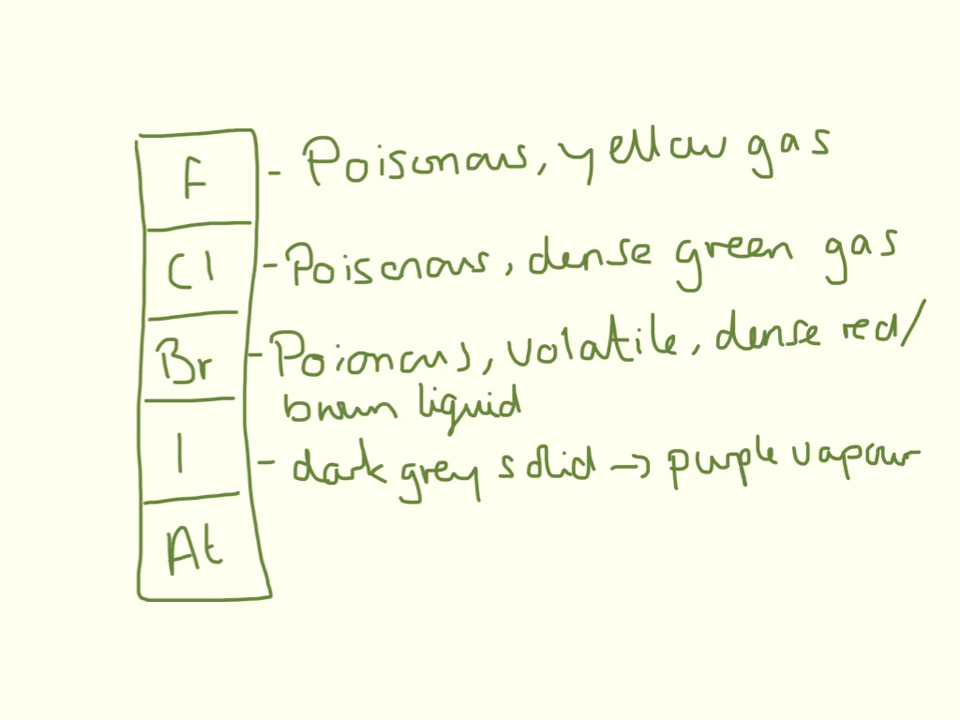 F - Poisonous, yellow gas
Cl - Poisonous, dense green gas
Br - Poionous, volatile, dense red/
brown liquid
I - dark grey solid → purple vapour
At